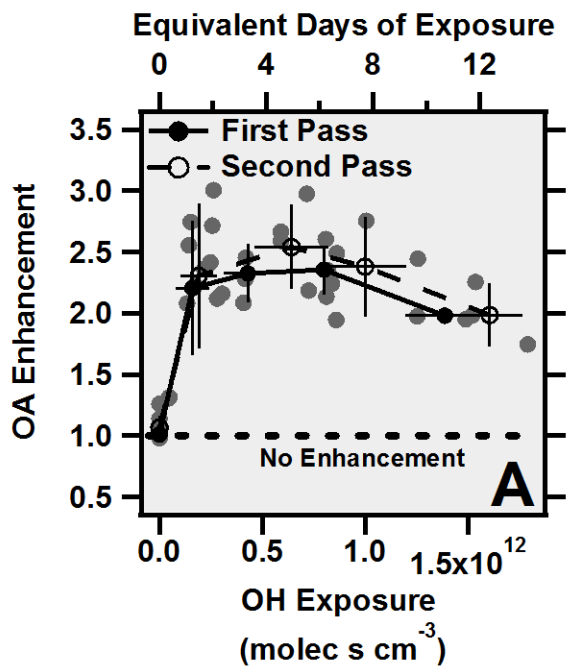 Equivalent Days of Exposure
0 4 8 12
3.5
3.0
2.5
2.0
1.5
1.0
0.5
OA Enhancement
First Pass
Second Pass
No Enhancement
A
0.0 0.5 1.0 1.5x10^12
OH Exposure
(molec s cm^-3)